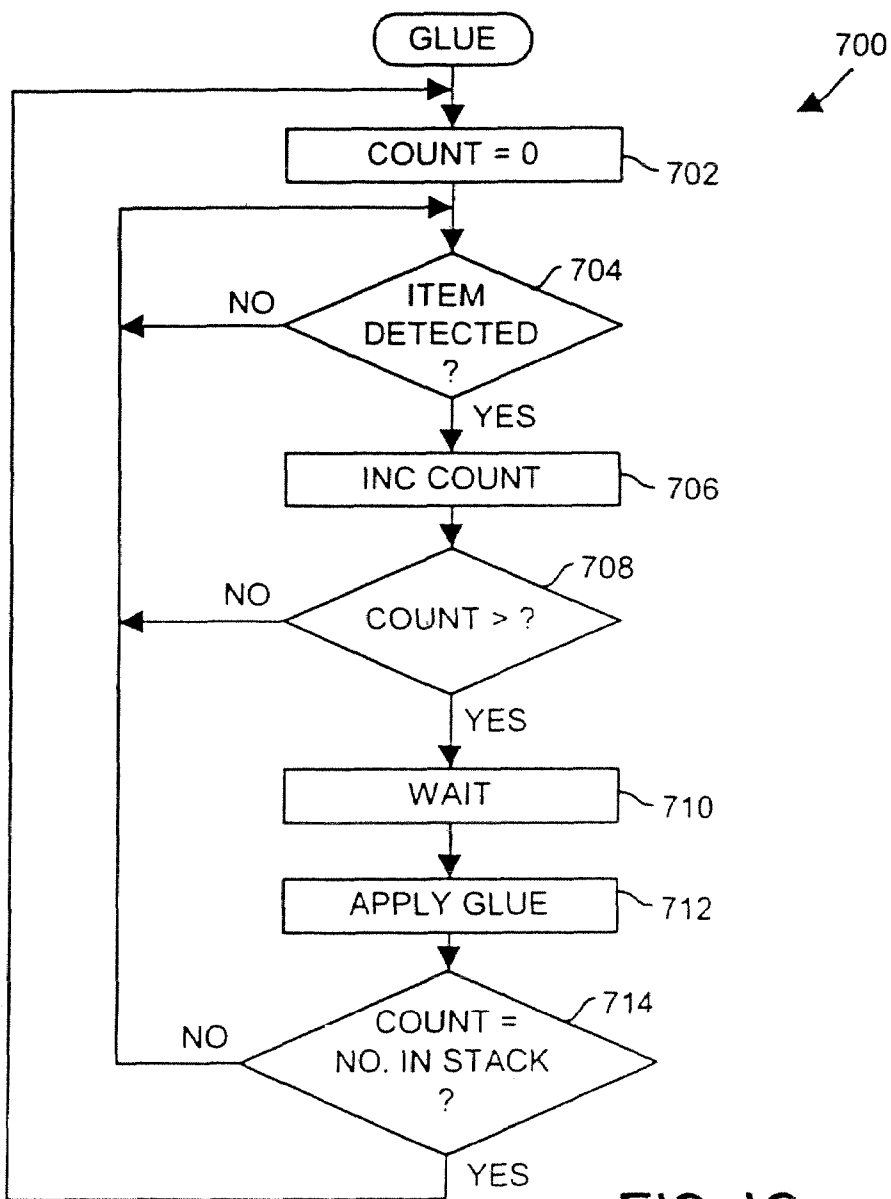 GLUE
700
COUNT = 0
702
704
ITEM
DETECTED
?
NO
YES
INC COUNT
706
708
COUNT > ?
NO
YES
WAIT
710
APPLY GLUE
712
714
COUNT =
NO. IN STACK
?
NO
YES